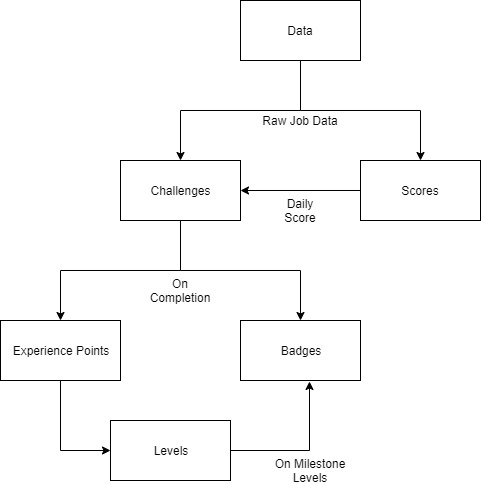 Data
Raw Job Data
Challenges
Scores
Daily
Score
On
Completion
Experience Points
Badges
Levels
On Milestone
Levels